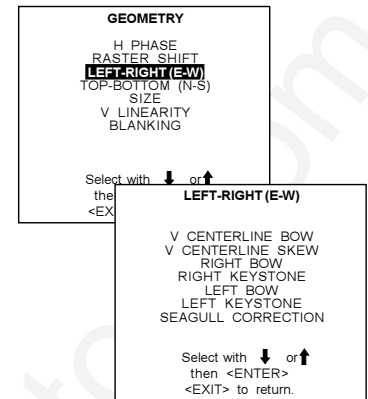 GEOMETRY
H PHASE
RASTER SHIFT
LEFT-RIGHT (E-W)
TOP-BOTTOM (N-S)
SIZE
V LINEARITY
BLANKING
Select with ⬇ or ⬆
the
<EX
LEFT-RIGHT (E-W)
V CENTERLINE BOW
V CENTERLINE SKEW
RIGHT BOW
RIGHT KEYSTONE
LEFT BOW
LEFT KEYSTONE
SEAGULL CORRECTION
Select with ⬇ or ⬆
then <ENTER>
<EXIT> to return.